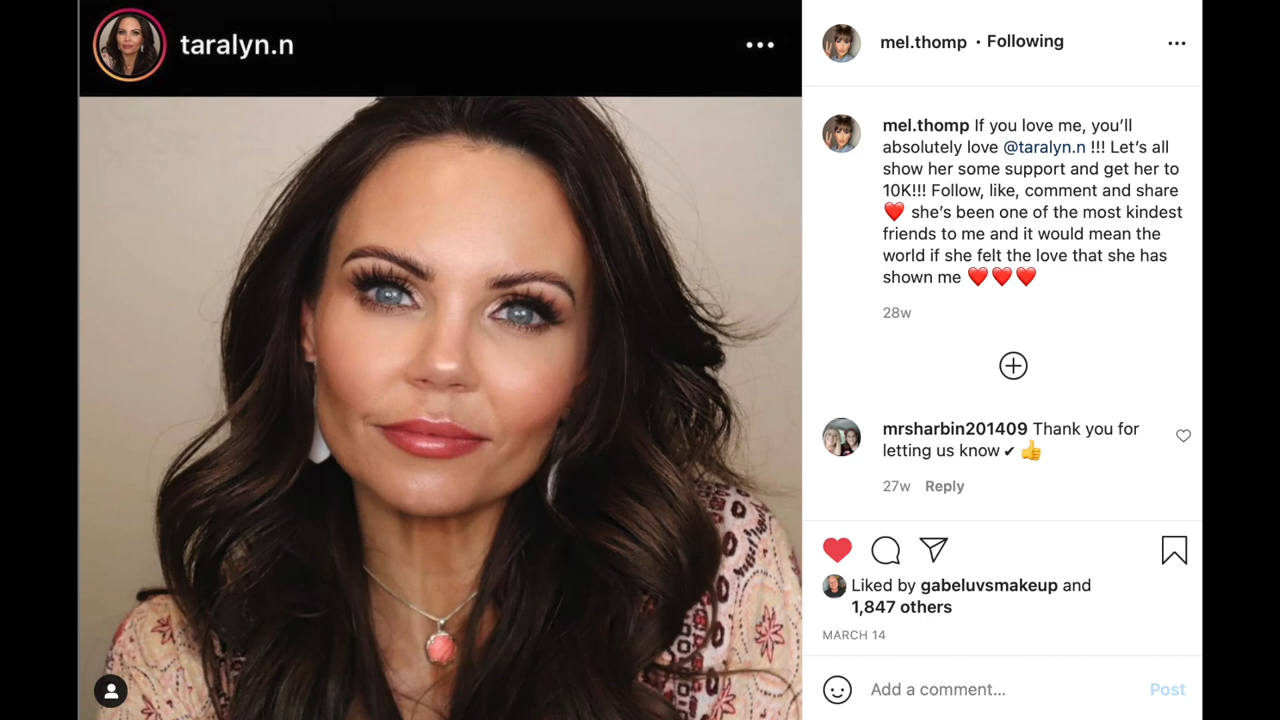 taralyn.n
mel.thomp • Following
mel.thomp If you love me, you’ll
absolutely love @taralyn.n !!! Let’s all
show her some support and get her to
10K!!! Follow, like, comment and share
❤️ she’s been one of the most kindest
friends to me and it would mean the
world if she felt the love that she has
shown me ❤️❤️❤️
28w
mrsharbin201409 Thank you for
letting us know ✔ 👍
27w Reply
Liked by gabeluvsmakeup and
1,847 others
MARCH 14
Add a comment...
Post